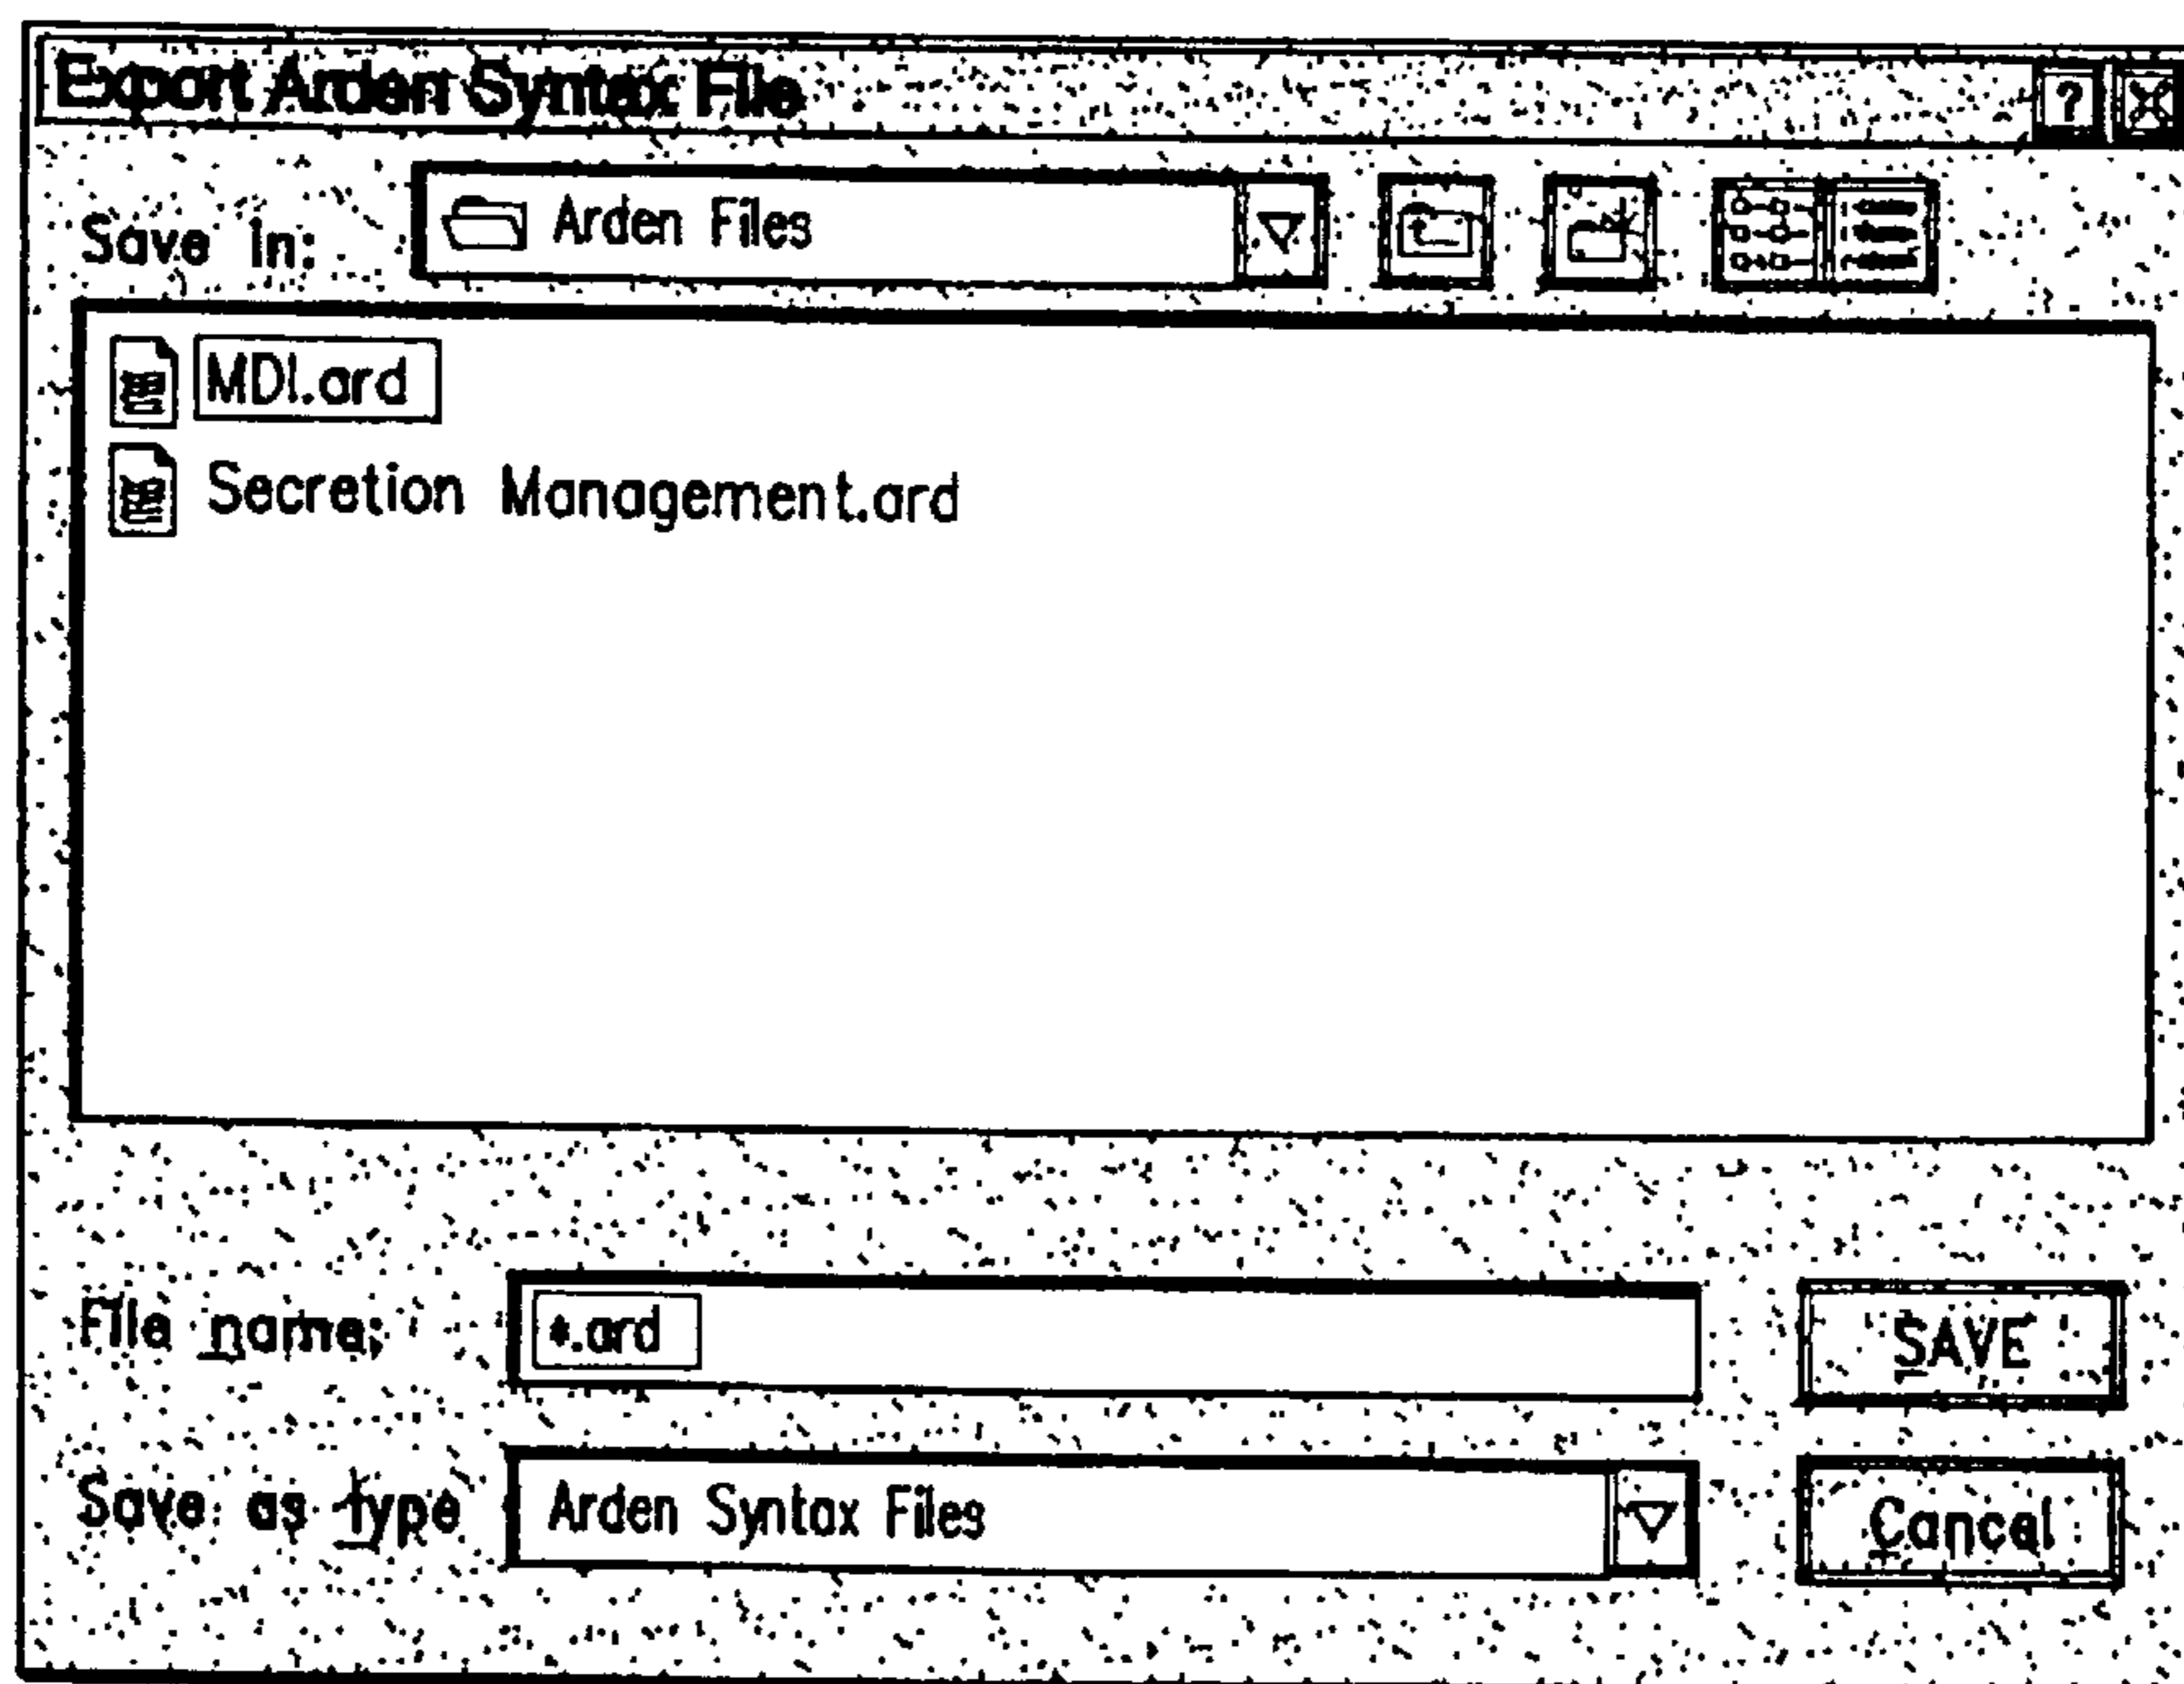 Export Arden Syntax File ?
Save in: Arden Files
MDI.ard
Secretion Management.ard
File name: *.ard SAVE
Save as type Arden Syntax Files Cancel